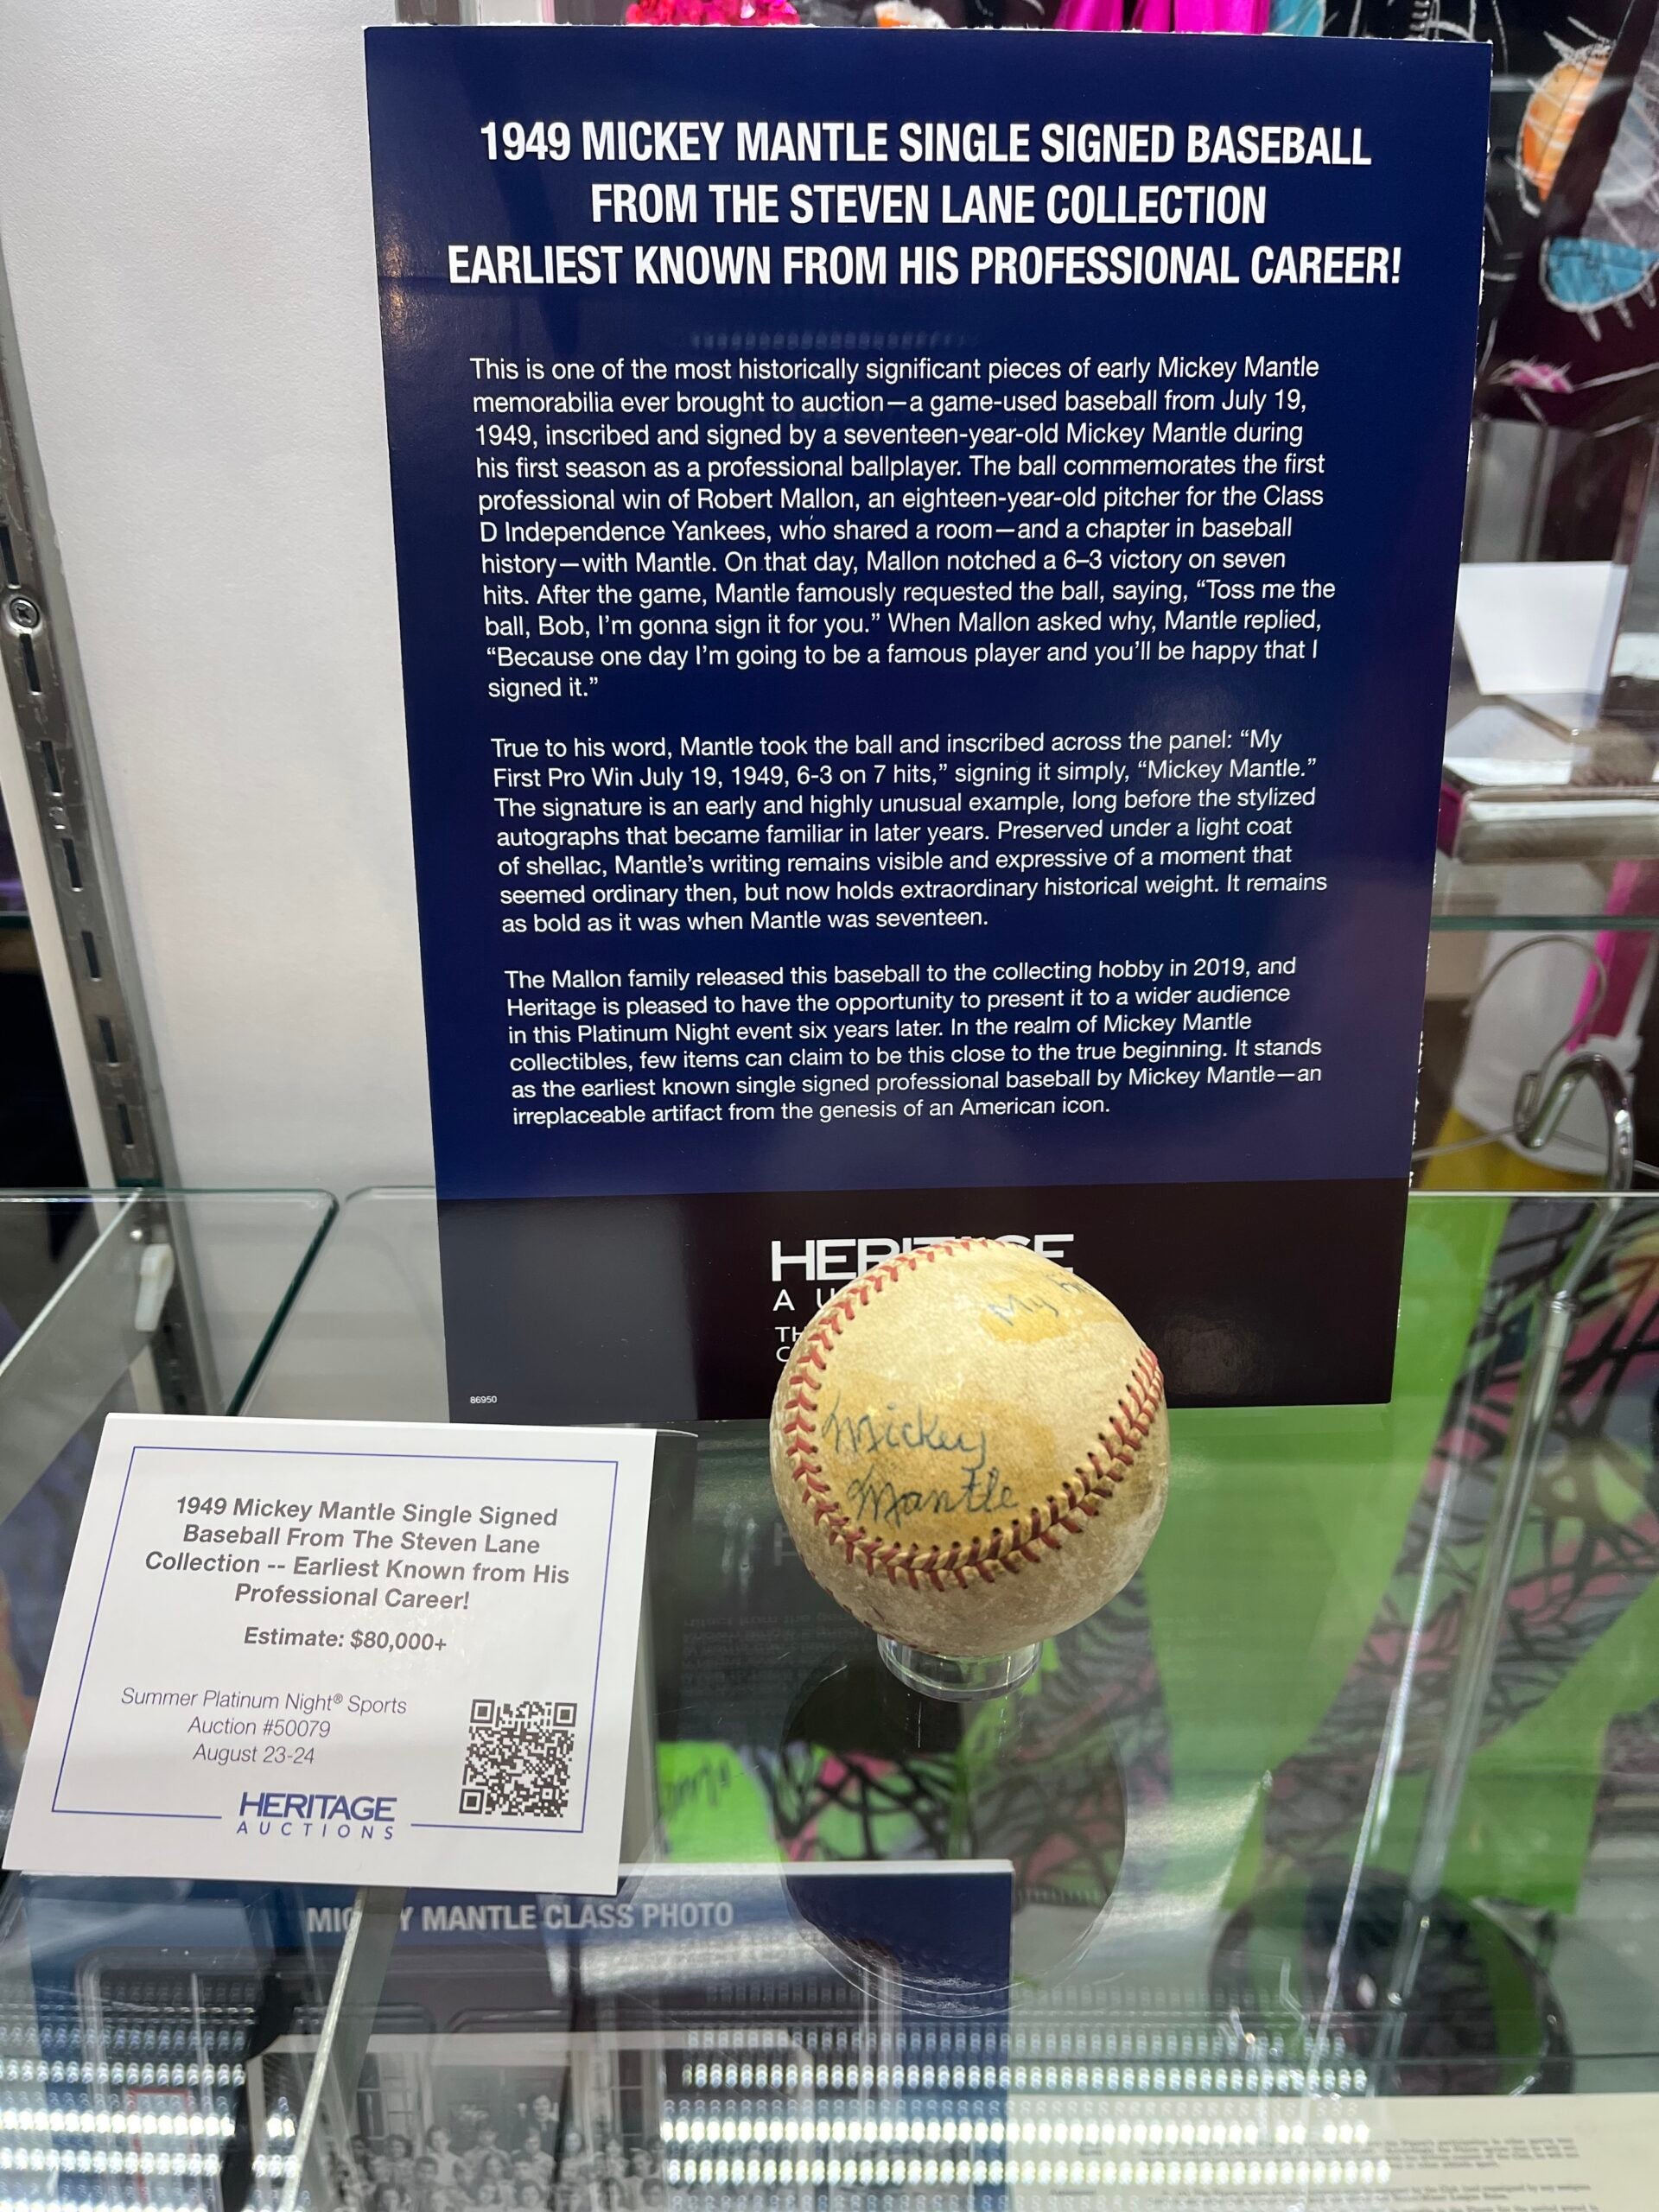 1949 MICKEY MANTLE SINGLE SIGNED BASEBALL
FROM THE STEVEN LANE COLLECTION
EARLIEST KNOWN FROM HIS PROFESSIONAL CAREER!
This is one of the most historically significant pieces of early Mickey Mantle
memorabilia ever brought to auction—a game-used baseball from July 19,
1949, inscribed and signed by a seventeen-year-old Mickey Mantle during
his first season as a professional ballplayer. The ball commemorates the first
professional win of Robert Mallon, an eighteen-year-old pitcher for the Class
D Independence Yankees, who shared a room—and a chapter in baseball
history—with Mantle. On that day, Mallon notched a 6–3 victory on seven
hits. After the game, Mantle famously requested the ball, saying, “Toss me the
ball, Bob, I’m gonna sign it for you.” When Mallon asked why, Mantle replied,
“Because one day I’m going to be a famous player and you’ll be happy that I
signed it.”
True to his word, Mantle took the ball and inscribed across the panel: “My
First Pro Win July 19, 1949, 6-3 on 7 hits,” signing it simply, “Mickey Mantle.”
The signature is an early and highly unusual example, long before the stylized
autographs that became familiar in later years. Preserved under a light coat
of shellac, Mantle’s writing remains visible and expressive of a moment that
seemed ordinary then, but now holds extraordinary historical weight. It remains
as bold as it was when Mantle was seventeen.
The Mallon family released this baseball to the collecting hobby in 2019, and
Heritage is pleased to have the opportunity to present it to a wider audience
in this Platinum Night event six years later. In the realm of Mickey Mantle
collectibles, few items can claim to be this close to the true beginning. It stands
as the earliest known single signed professional baseball by Mickey Mantle—an
irreplaceable artifact from the genesis of an American icon.
86950
My
Mickey
Mantle
1949 Mickey Mantle Single Signed
Baseball From The Steven Lane
Collection -- Earliest Known from His
Professional Career!
Estimate: $80,000+
Summer Platinum Night® Sports
Auction #50079
August 23-24
HERITAGE
AUCTIONS
MANTLE CLASS PHOTO